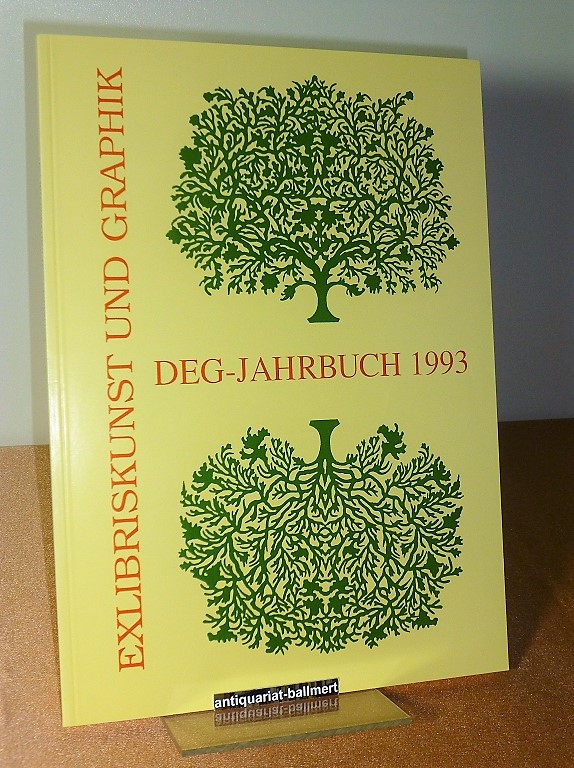 EXLIBRISKUNST UND GRAPHIK
DEG-JAHRBUCH 1993
antiquariat-ballmert